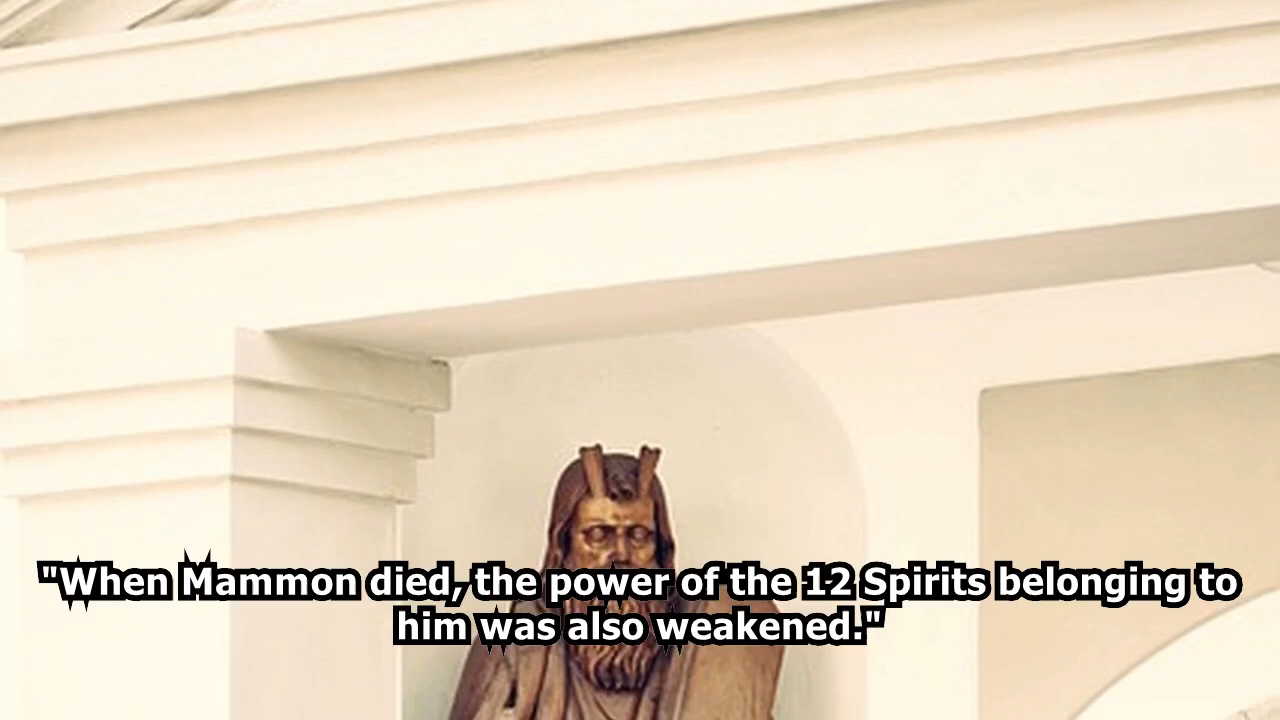 "When Mammon died, the power of the 12 Spirits belonging to
him was also weakened."